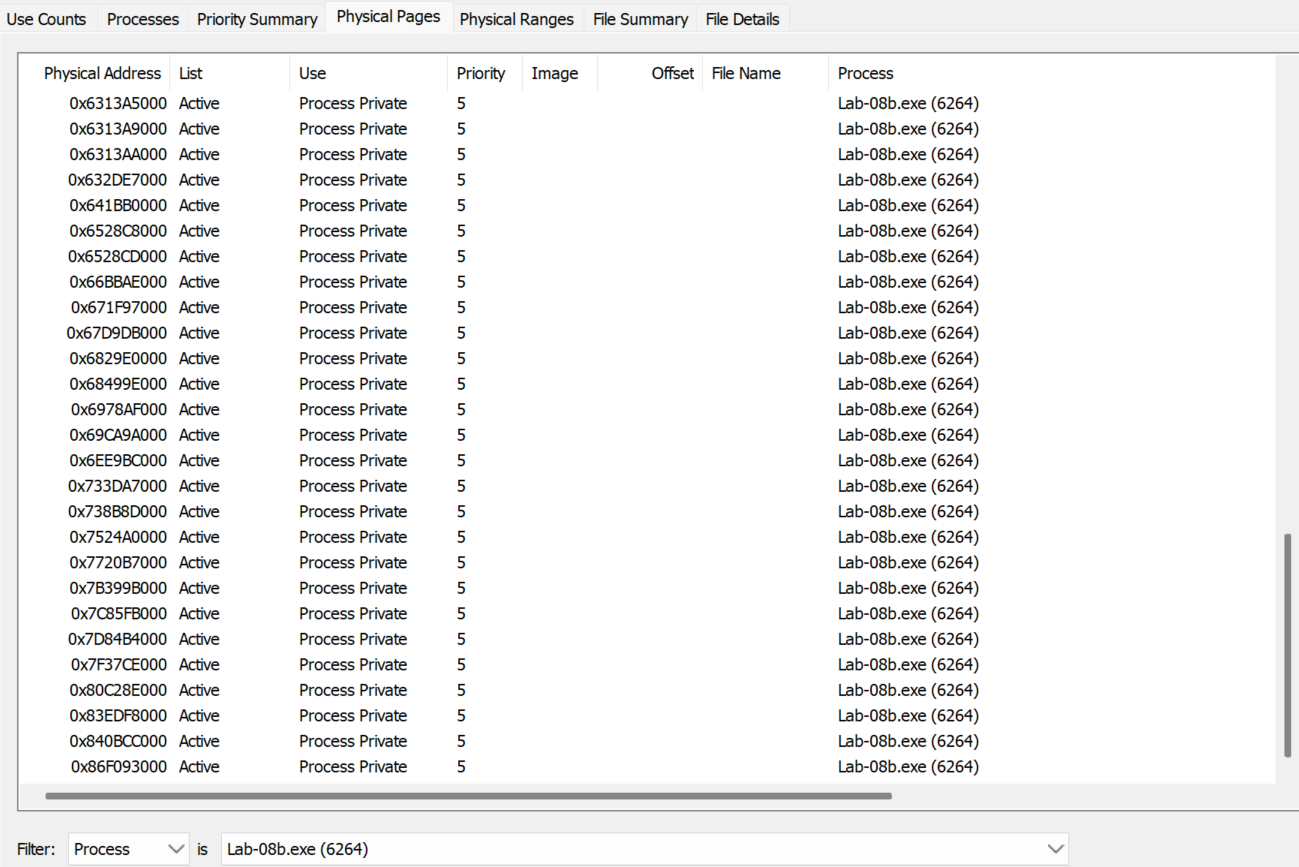 Use Counts Processes Priority Summary Physical Pages Physical Ranges File Summary File Details
Physical Address List Use Priority Image Offset File Name Process
0x6313A5000 Active Process Private 5 Lab-08b.exe (6264)
0x6313A9000 Active Process Private 5 Lab-08b.exe (6264)
0x6313AA000 Active Process Private 5 Lab-08b.exe (6264)
0x632DE7000 Active Process Private 5 Lab-08b.exe (6264)
0x641BB0000 Active Process Private 5 Lab-08b.exe (6264)
0x6528C8000 Active Process Private 5 Lab-08b.exe (6264)
0x6528CD000 Active Process Private 5 Lab-08b.exe (6264)
0x66BBAE000 Active Process Private 5 Lab-08b.exe (6264)
0x671F97000 Active Process Private 5 Lab-08b.exe (6264)
0x67D9DB000 Active Process Private 5 Lab-08b.exe (6264)
0x6829E0000 Active Process Private 5 Lab-08b.exe (6264)
0x68499E000 Active Process Private 5 Lab-08b.exe (6264)
0x6978AF000 Active Process Private 5 Lab-08b.exe (6264)
0x69CA9A000 Active Process Private 5 Lab-08b.exe (6264)
0x6EE9BC000 Active Process Private 5 Lab-08b.exe (6264)
0x733DA7000 Active Process Private 5 Lab-08b.exe (6264)
0x738B8D000 Active Process Private 5 Lab-08b.exe (6264)
0x7524A0000 Active Process Private 5 Lab-08b.exe (6264)
0x7720B7000 Active Process Private 5 Lab-08b.exe (6264)
0x7B399B000 Active Process Private 5 Lab-08b.exe (6264)
0x7C85FB000 Active Process Private 5 Lab-08b.exe (6264)
0x7D84B4000 Active Process Private 5 Lab-08b.exe (6264)
0x7F37CE000 Active Process Private 5 Lab-08b.exe (6264)
0x80C28E000 Active Process Private 5 Lab-08b.exe (6264)
0x83EDF8000 Active Process Private 5 Lab-08b.exe (6264)
0x840BCC000 Active Process Private 5 Lab-08b.exe (6264)
0x86F093000 Active Process Private 5 Lab-08b.exe (6264)
Filter: Process is Lab-08b.exe (6264)